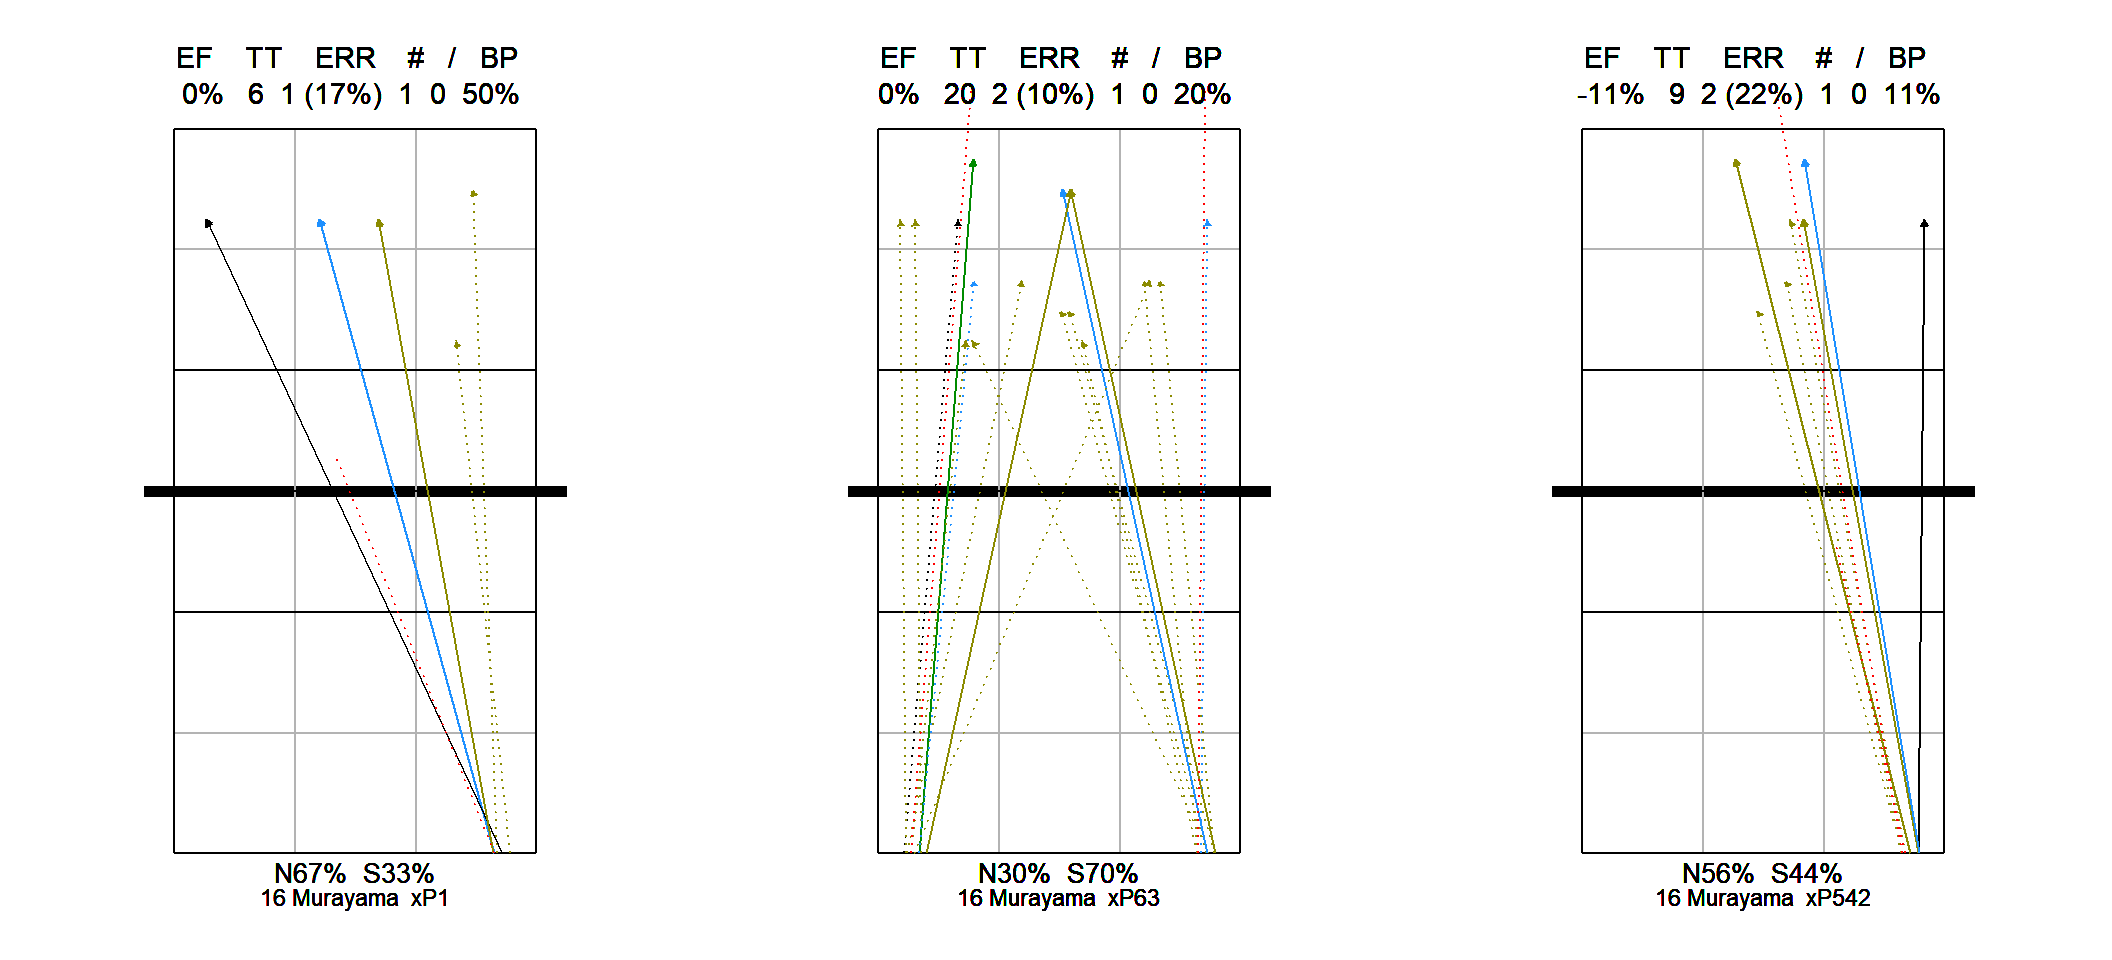 EF TT ERR # / BP
0% 6 1 (17%) 1 0 50%
N67% S33%
16 Murayama xP1
EF TT ERR # / BP
0% 20 2 (10%) 1 0 20%
N30% S70%
16 Murayama xP63
EF TT ERR # / BP
-11% 9 2 (22%) 1 0 11%
N56% S44%
16 Murayama xP542